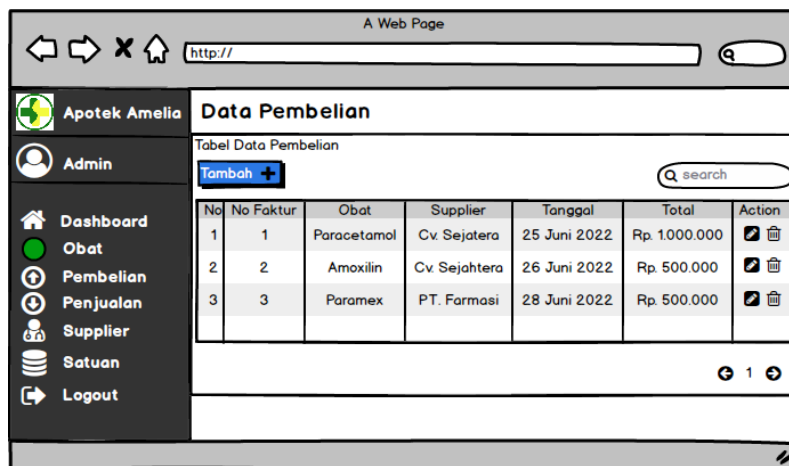 A Web Page
http://
Apotek Amelia
Admin
Dashboard
Obat
Pembelian
Penjualan
Supplier
Satuan
Logout
Data Pembelian
Tabel Data Pembelian
Tambah
search
No No Faktur Obat Supplier Tanggal Total Action
1 1 Paracetamol Cv. Sejatera 25 Juni 2022 Rp. 1.000.000
2 2 Amoxilin Cv. Sejahtera 26 Juni 2022 Rp. 500.000
3 3 Paramex PT. Farmasi 28 Juni 2022 Rp. 500.000
1